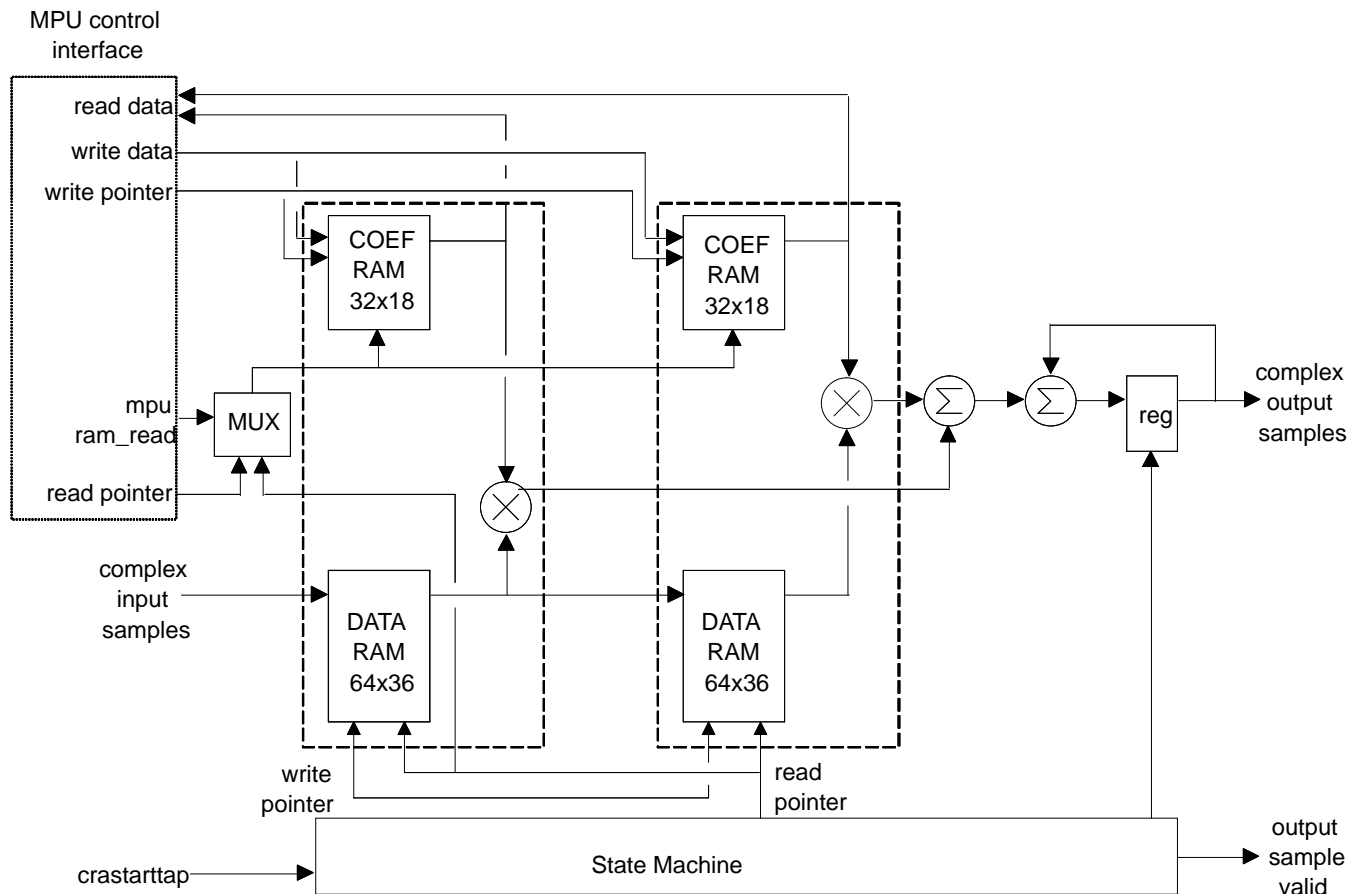 MPU control
interface
read data
write data
write pointer
COEF
RAM
32x18
COEF
RAM
32x18
mpu
ram_read
MUX
read pointer
Σ
Σ
reg
complex
output
samples
complex
input
samples
DATA
RAM
64x36
DATA
RAM
64x36
write
pointer
read
pointer
crastarttap
State Machine
output
sample
valid